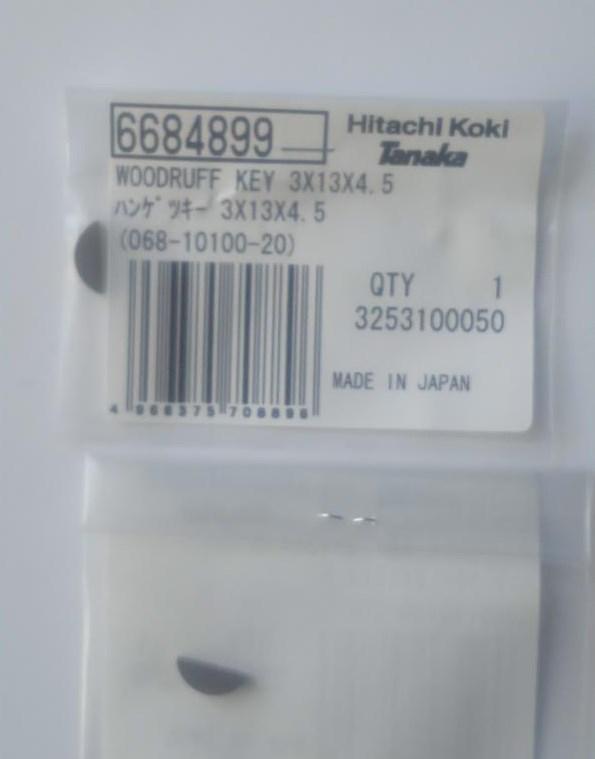 6684899
Hitachi Koki
Tanaka
WOODRUFF KEY 3X13X4.5
ハンゲツキー 3X13X4.5
(068-10100-20)
QTY 1
3253100050
MADE IN JAPAN
4 966375 708896